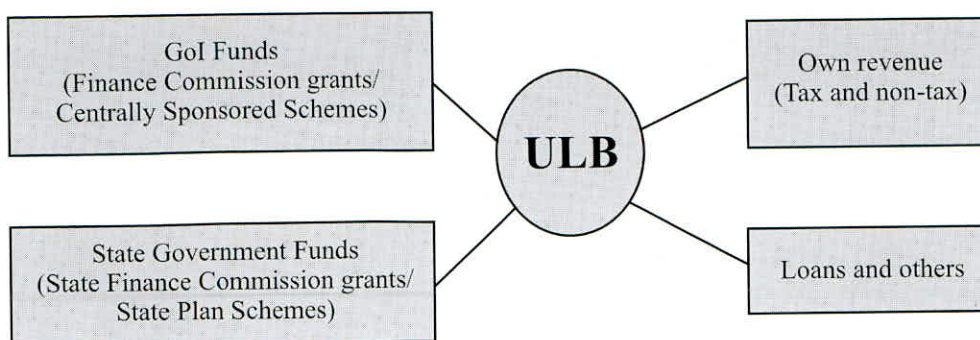 GoI Funds
(Finance Commission grants/
Centrally Sponsored Schemes)
Own revenue
(Tax and non-tax)
ULB
State Government Funds
(State Finance Commission grants/
State Plan Schemes)
Loans and others